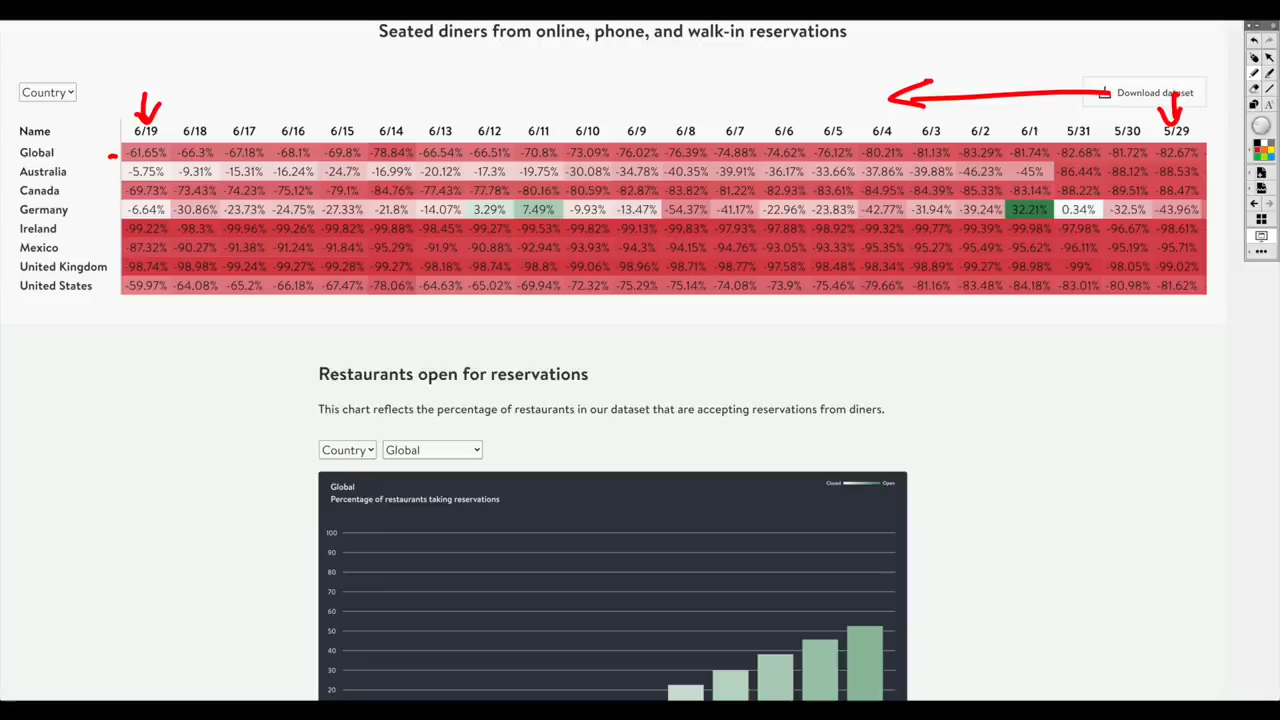 Seated diners from online, phone, and walk-in reservations
Country
Download dataset
Name 6/19 6/18 6/17 6/16 6/15 6/14 6/13 6/12 6/11 6/10 6/9 6/8 6/7 6/6 6/5 6/4 6/3 6/2 6/1 5/31 5/30 5/29
Global -61.65% -66.3% -67.18% -68.1% -69.8% -78.84% -66.54% -66.51% -70.8% -73.09% -76.02% -76.39% -74.88% -74.62% -76.12% -80.21% -81.13% -83.29% -81.74% -82.68% -81.72% -82.67%
Australia -5.75% -9.31% -15.31% -16.24% -24.7% -16.99% -20.12% -17.3% -19.75% -30.08% -34.78% -40.35% -39.91% -36.17% -33.66% -37.86% -39.88% -46.23% -45% -86.44% -88.12% -88.53%
Canada -69.73% -73.43% -74.23% -75.12% -79.1% -84.76% -77.43% -77.78% -80.16% -80.59% -82.87% -83.82% -81.22% -82.93% -83.61% -84.95% -84.39% -85.33% -83.14% -88.22% -89.51% -88.47%
Germany -6.64% -30.86% -23.73% -24.75% -27.33% -21.8% -14.07% 3.29% 7.49% -9.93% -13.47% -54.37% -41.17% -22.96% -23.83% -42.77% -31.94% -39.24% 32.21% 0.34% -32.5% -43.96%
Ireland -99.22% -98.3% -99.96% -99.26% -99.82% -99.88% -98.45% -99.27% -99.53% -99.82% -99.13% -99.83% -97.93% -97.88% -98.92% -99.32% -99.77% -99.39% -99.98% -97.98% -96.67% -98.61%
Mexico -87.32% -90.27% -91.38% -91.24% -91.84% -95.29% -91.9% -90.88% -92.94% -93.93% -94.3% -94.15% -94.76% -93.05% -93.33% -95.35% -95.27% -95.49% -95.62% -96.11% -95.19% -95.71%
United Kingdom -98.74% -98.98% -99.24% -99.27% -99.28% -99.27% -98.18% -98.74% -98.8% -99.06% -98.96% -98.71% -98.77% -97.58% -98.48% -98.34% -98.89% -99.27% -98.98% -99% -98.05% -99.02%
United States -59.97% -64.08% -65.2% -66.18% -67.47% -78.06% -64.63% -65.02% -69.94% -72.32% -75.29% -75.14% -74.08% -73.9% -75.46% -79.66% -81.16% -83.48% -84.18% -83.01% -80.98% -81.62%
Restaurants open for reservations
This chart reflects the percentage of restaurants in our dataset that are accepting reservations from diners.
Country Global
Global
Closed Open
Percentage of restaurants taking reservations
100
90
80
70
60
50
40
30
20